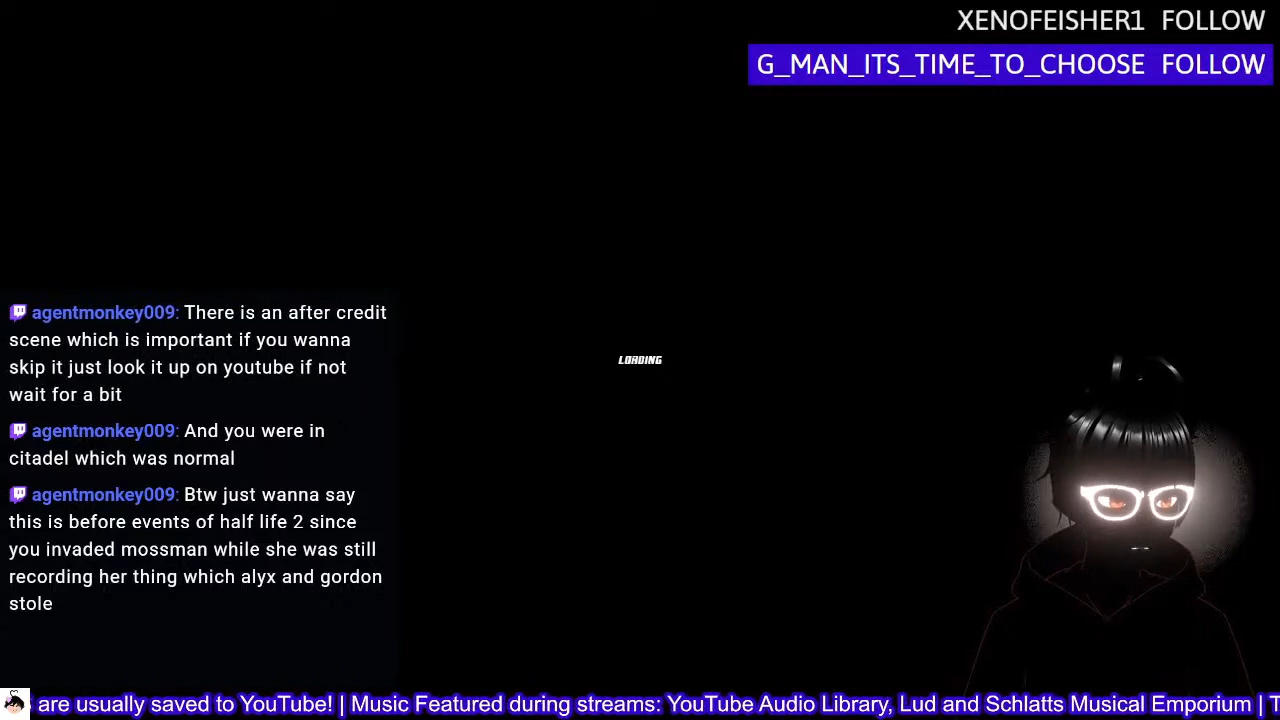 XENOFEISHER1 FOLLOW
G_MAN_ITS_TIME_TO_CHOOSE FOLLOW
agentmonkey009: There is an after credit
scene which is important if you wanna
skip it just look it up on youtube if not
wait for a bit
agentmonkey009: And you were in
citadel which was normal
agentmonkey009: Btw just wanna say
this is before events of half life 2 since
you invaded mossman while she was still
recording her thing which alyx and gordon
stole
LOADING
are usually saved to YouTube! | Music Featured during streams: YouTube Audio Library, Lud and Schlatts Musical Emporium |